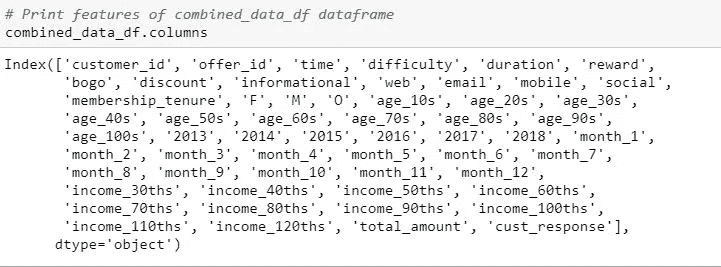 # Print features of combined_data_df dataframe
combined_data_df.columns
Index(['customer_id', 'offer_id', 'time', 'difficulty', 'duration', 'reward',
'bogo', 'discount', 'informational', 'web', 'email', 'mobile', 'social',
'membership_tenure', 'F', 'M', 'O', 'age_10s', 'age_20s', 'age_30s',
'age_40s', 'age_50s', 'age_60s', 'age_70s', 'age_80s', 'age_90s',
'age_100s', '2013', '2014', '2015', '2016', '2017', '2018', 'month_1',
'month_2', 'month_3', 'month_4', 'month_5', 'month_6', 'month_7',
'month_8', 'month_9', 'month_10', 'month_11', 'month_12',
'income_30ths', 'income_40ths', 'income_50ths', 'income_60ths',
'income_70ths', 'income_80ths', 'income_90ths', 'income_100ths',
'income_110ths', 'income_120ths', 'total_amount', 'cust_response'],
dtype='object')